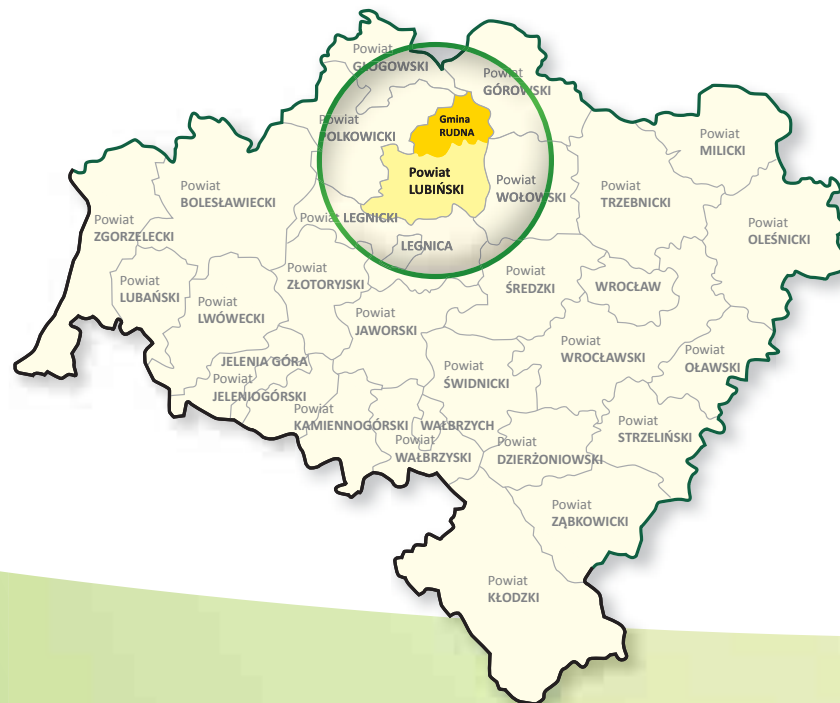 Powiat
GŁOGOWSKI
Powiat
GÓROWSKI
Gmina
RUDNA
Powiat
POLKOWICKI
Powiat
MILICKI
Powiat
LUBIŃSKI
Powiat
BOLESŁAWIECKI
Powiat
WOŁOWSKI
Powiat
TRZEBNICKI
Powiat LEGNICKI
Powiat
ZGORZELECKI
Powiat
OLEŚNICKI
LEGNICA
Powiat
LUBAŃSKI
Powiat
ZŁOTORYJSKI
Powiat
ŚREDZKI
WROCŁAW
Powiat
LWÓWECKI
Powiat
JAWORSKI
Powiat
WROCŁAWSKI
Powiat
OŁAWSKI
JELENIA GÓRA
Powiat
JELENIOGÓRSKI
Powiat
ŚWIDNICKI
Powiat
KAMIENNOGÓRSKI
WAŁBRZYCH
Powiat
STRZELIŃSKI
Powiat
WAŁBRZYSKI
Powiat
DZIERŻONIOWSKI
Powiat
ZĄBKOWICKI
Powiat
KŁODZKI